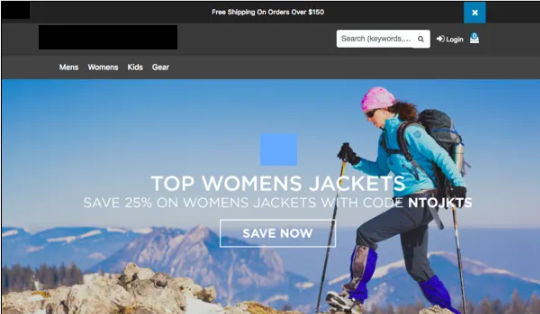 Free Shipping On Orders Over $150
×
Search (keywords,...
Login
0
Mens Womens Kids Gear
TOP WOMENS JACKETS
SAVE 25% ON WOMENS JACKETS WITH CODE NTOJKTS
SAVE NOW